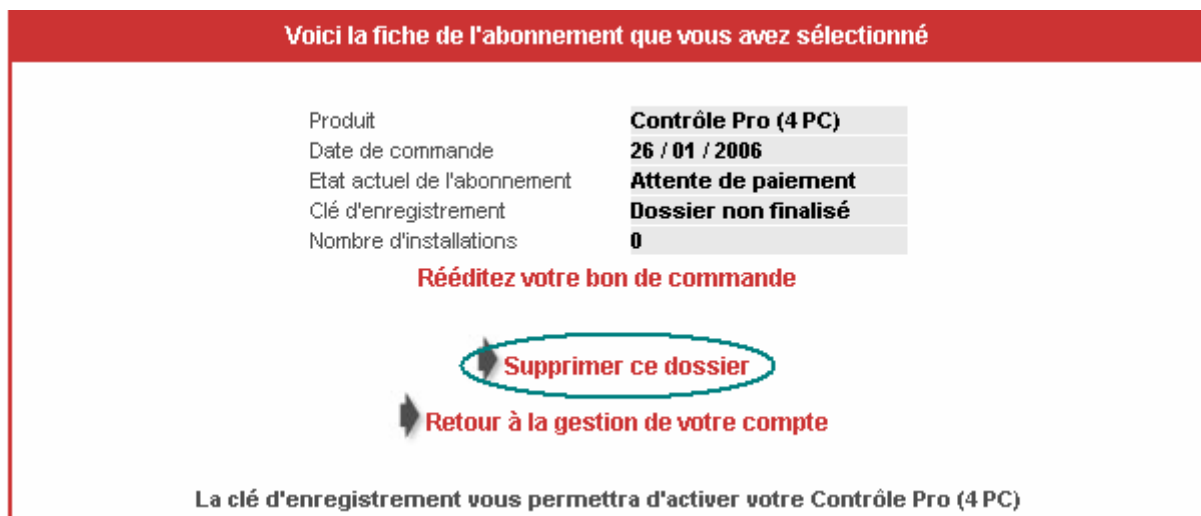 Voici la fiche de l'abonnement que vous avez sélectionné
Produit Contrôle Pro (4 PC)
Date de commande 26 / 01 / 2006
Etat actuel de l'abonnement Attente de paiement
Clé d'enregistrement Dossier non finalisé
Nombre d'installations 0
Rééditez votre bon de commande
Supprimer ce dossier
Retour à la gestion de votre compte
La clé d'enregistrement vous permettra d'activer votre Contrôle Pro (4 PC)